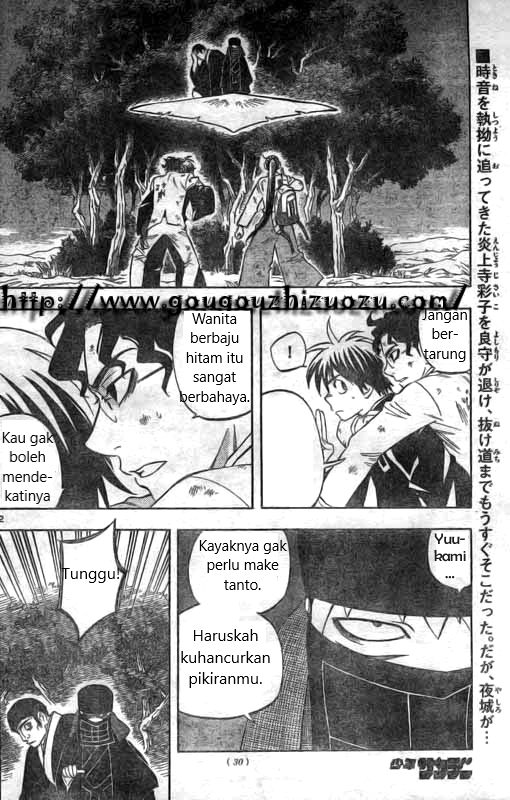 ■時音を執拗に追ってきた炎上寺彩子を良守が退け、抜け道までもうすぐそこだった。だが、夜城が…
http://www.gougouzhizuozu.com/
Jangan
ber-
tarung
!
Wanita
berbaju
hitam itu
sangat
berbahaya.
Kau gak
boleh
mende-
katinya
2
Yuu-
kami
...
Kayaknya gak
perlu make
tanto.
Haruskah
kuhancurkan
pikiranmu.
Tunggu!
(30)